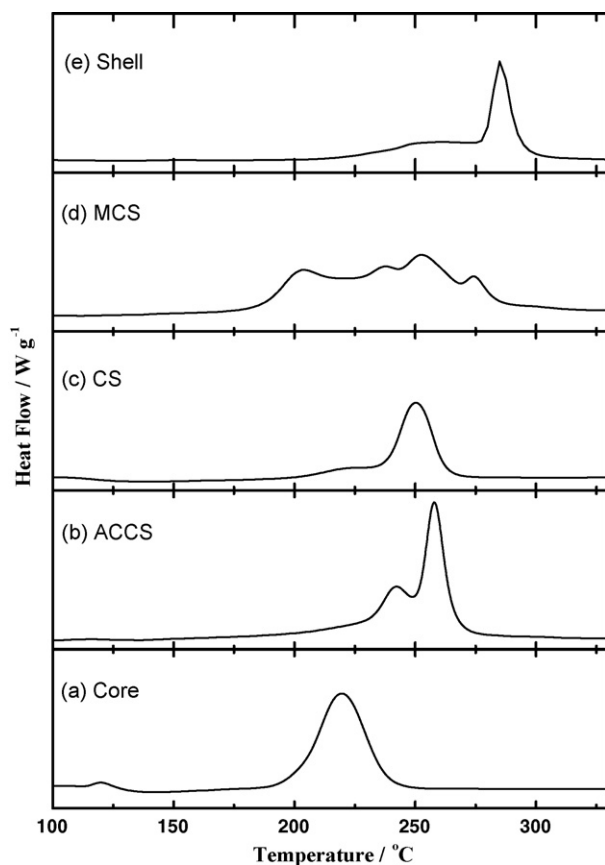 (e) Shell
(d) MCS
(c) CS
(b) ACCS
(a) Core
Heat Flow / W g⁻¹
100 150 200 250 300
Temperature / °C